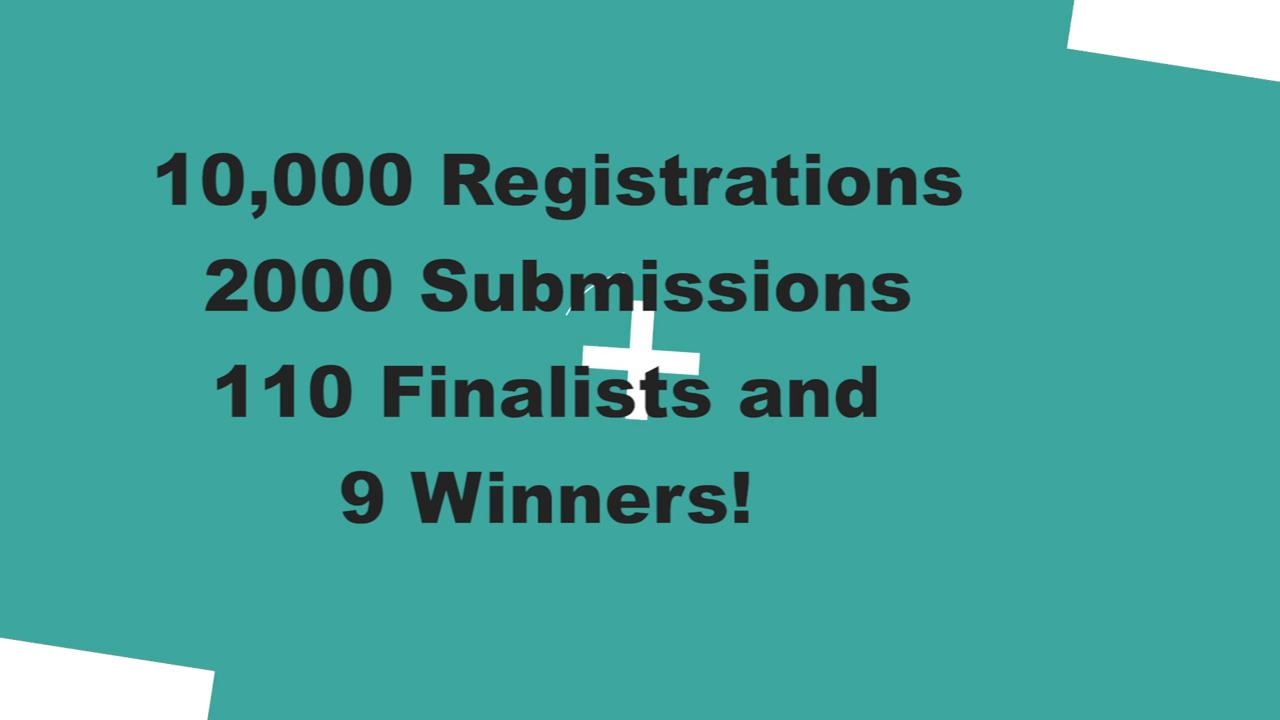 10,000 Registrations
2000 Submissions
110 Finalists and
9 Winners!